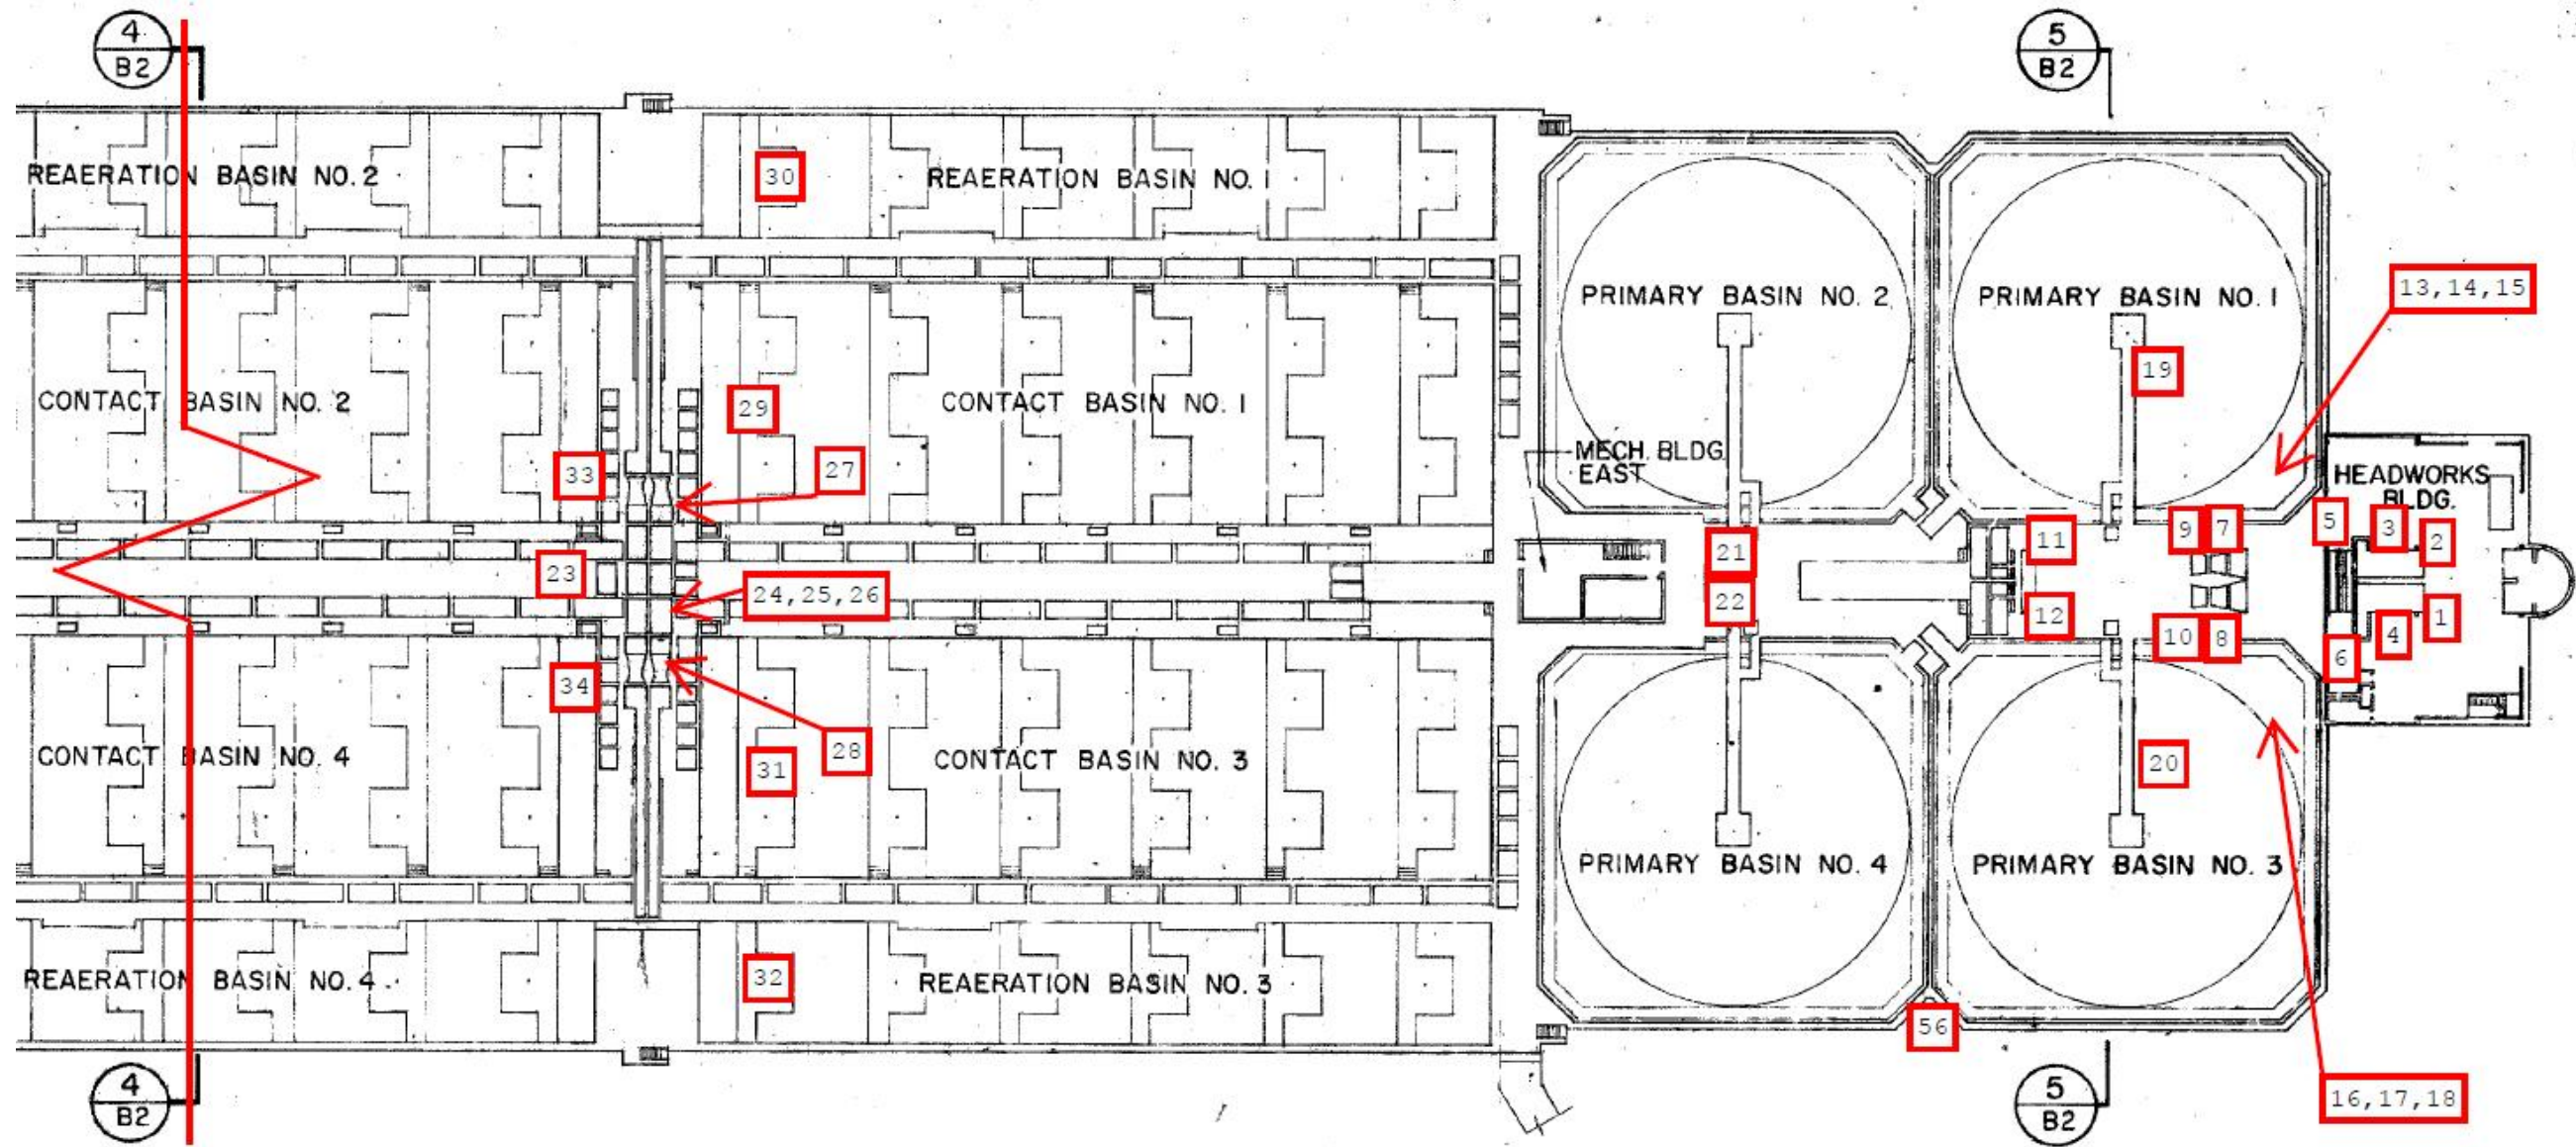 4
B2
5
B2
REAERATION BASIN NO. 2
30
REAERATION BASIN NO. 1
PRIMARY BASIN NO. 2
PRIMARY BASIN NO. 1
13,14,15
19
CONTACT BASIN NO. 2
29
CONTACT BASIN NO. 1
MECH. BLDG.
EAST
33
27
HEADWORKS
BLDG.
9
7
5
3
2
11
21
23
24,25,26
22
12
10
8
6
4
1
34
28
CONTACT BASIN NO. 4
31
CONTACT BASIN NO. 3
20
PRIMARY BASIN NO. 4
PRIMARY BASIN NO. 3
REAERATION BASIN NO. 4
32
REAERATION BASIN NO. 3
56
4
B2
5
B2
16,17,18